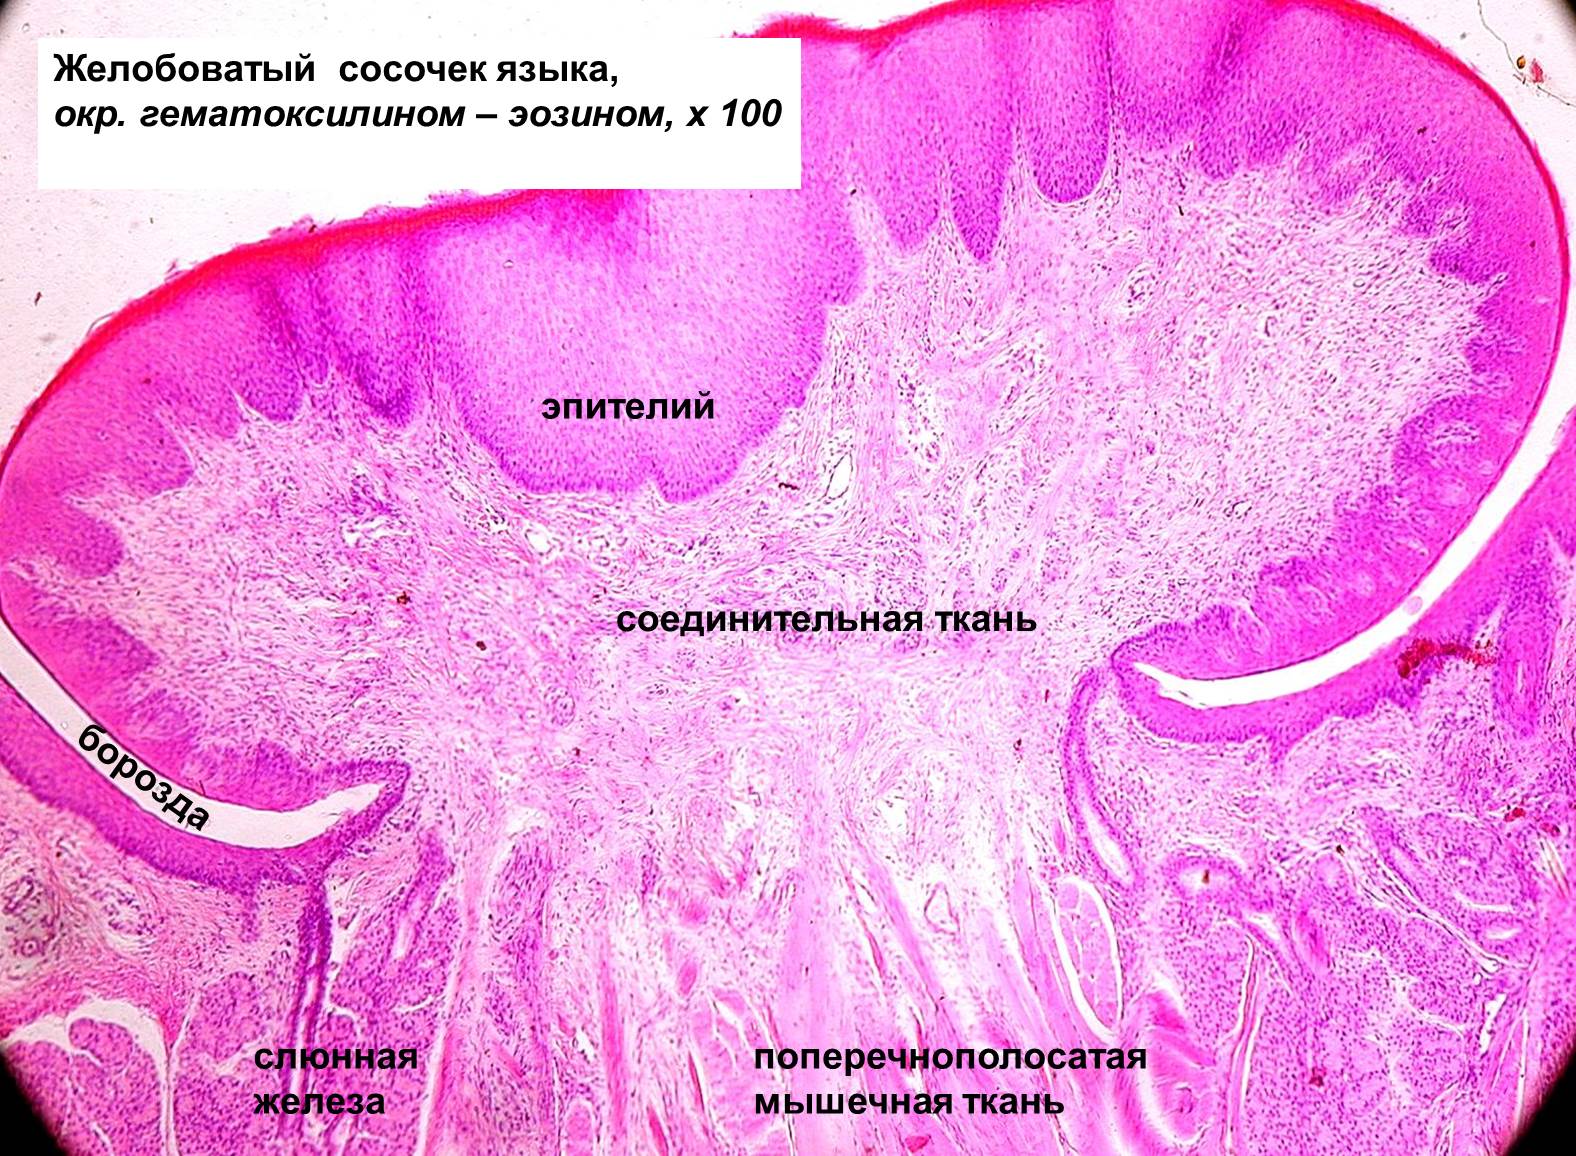 Желобоватый сосочек языка,
окр. гематоксилином – эозином, х 100
эпителий
соединительная ткань
борозда
слюнная
железа
поперечнополосатая
мышечная ткань